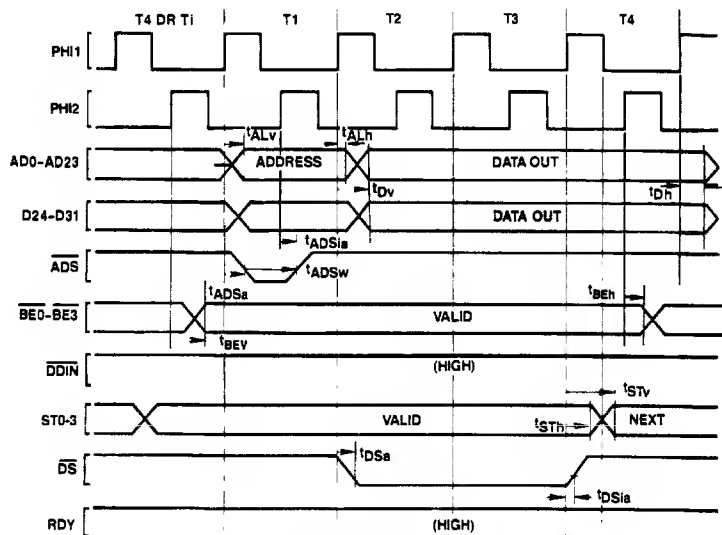 T4 DR Ti T1 T2 T3 T4
PHI1
PHI2
tALv tALh
AD0–AD23 ADDRESS DATA OUT
tDv tDh
D24–D31 DATA OUT
tADSia
ADS
tADSw
tADSa tBEh
BE0–BE3 VALID
tBEV
DDIN (HIGH)
tSTv
ST0-3 VALID tSTh NEXT
DS tDSa
tDSia
RDY (HIGH)